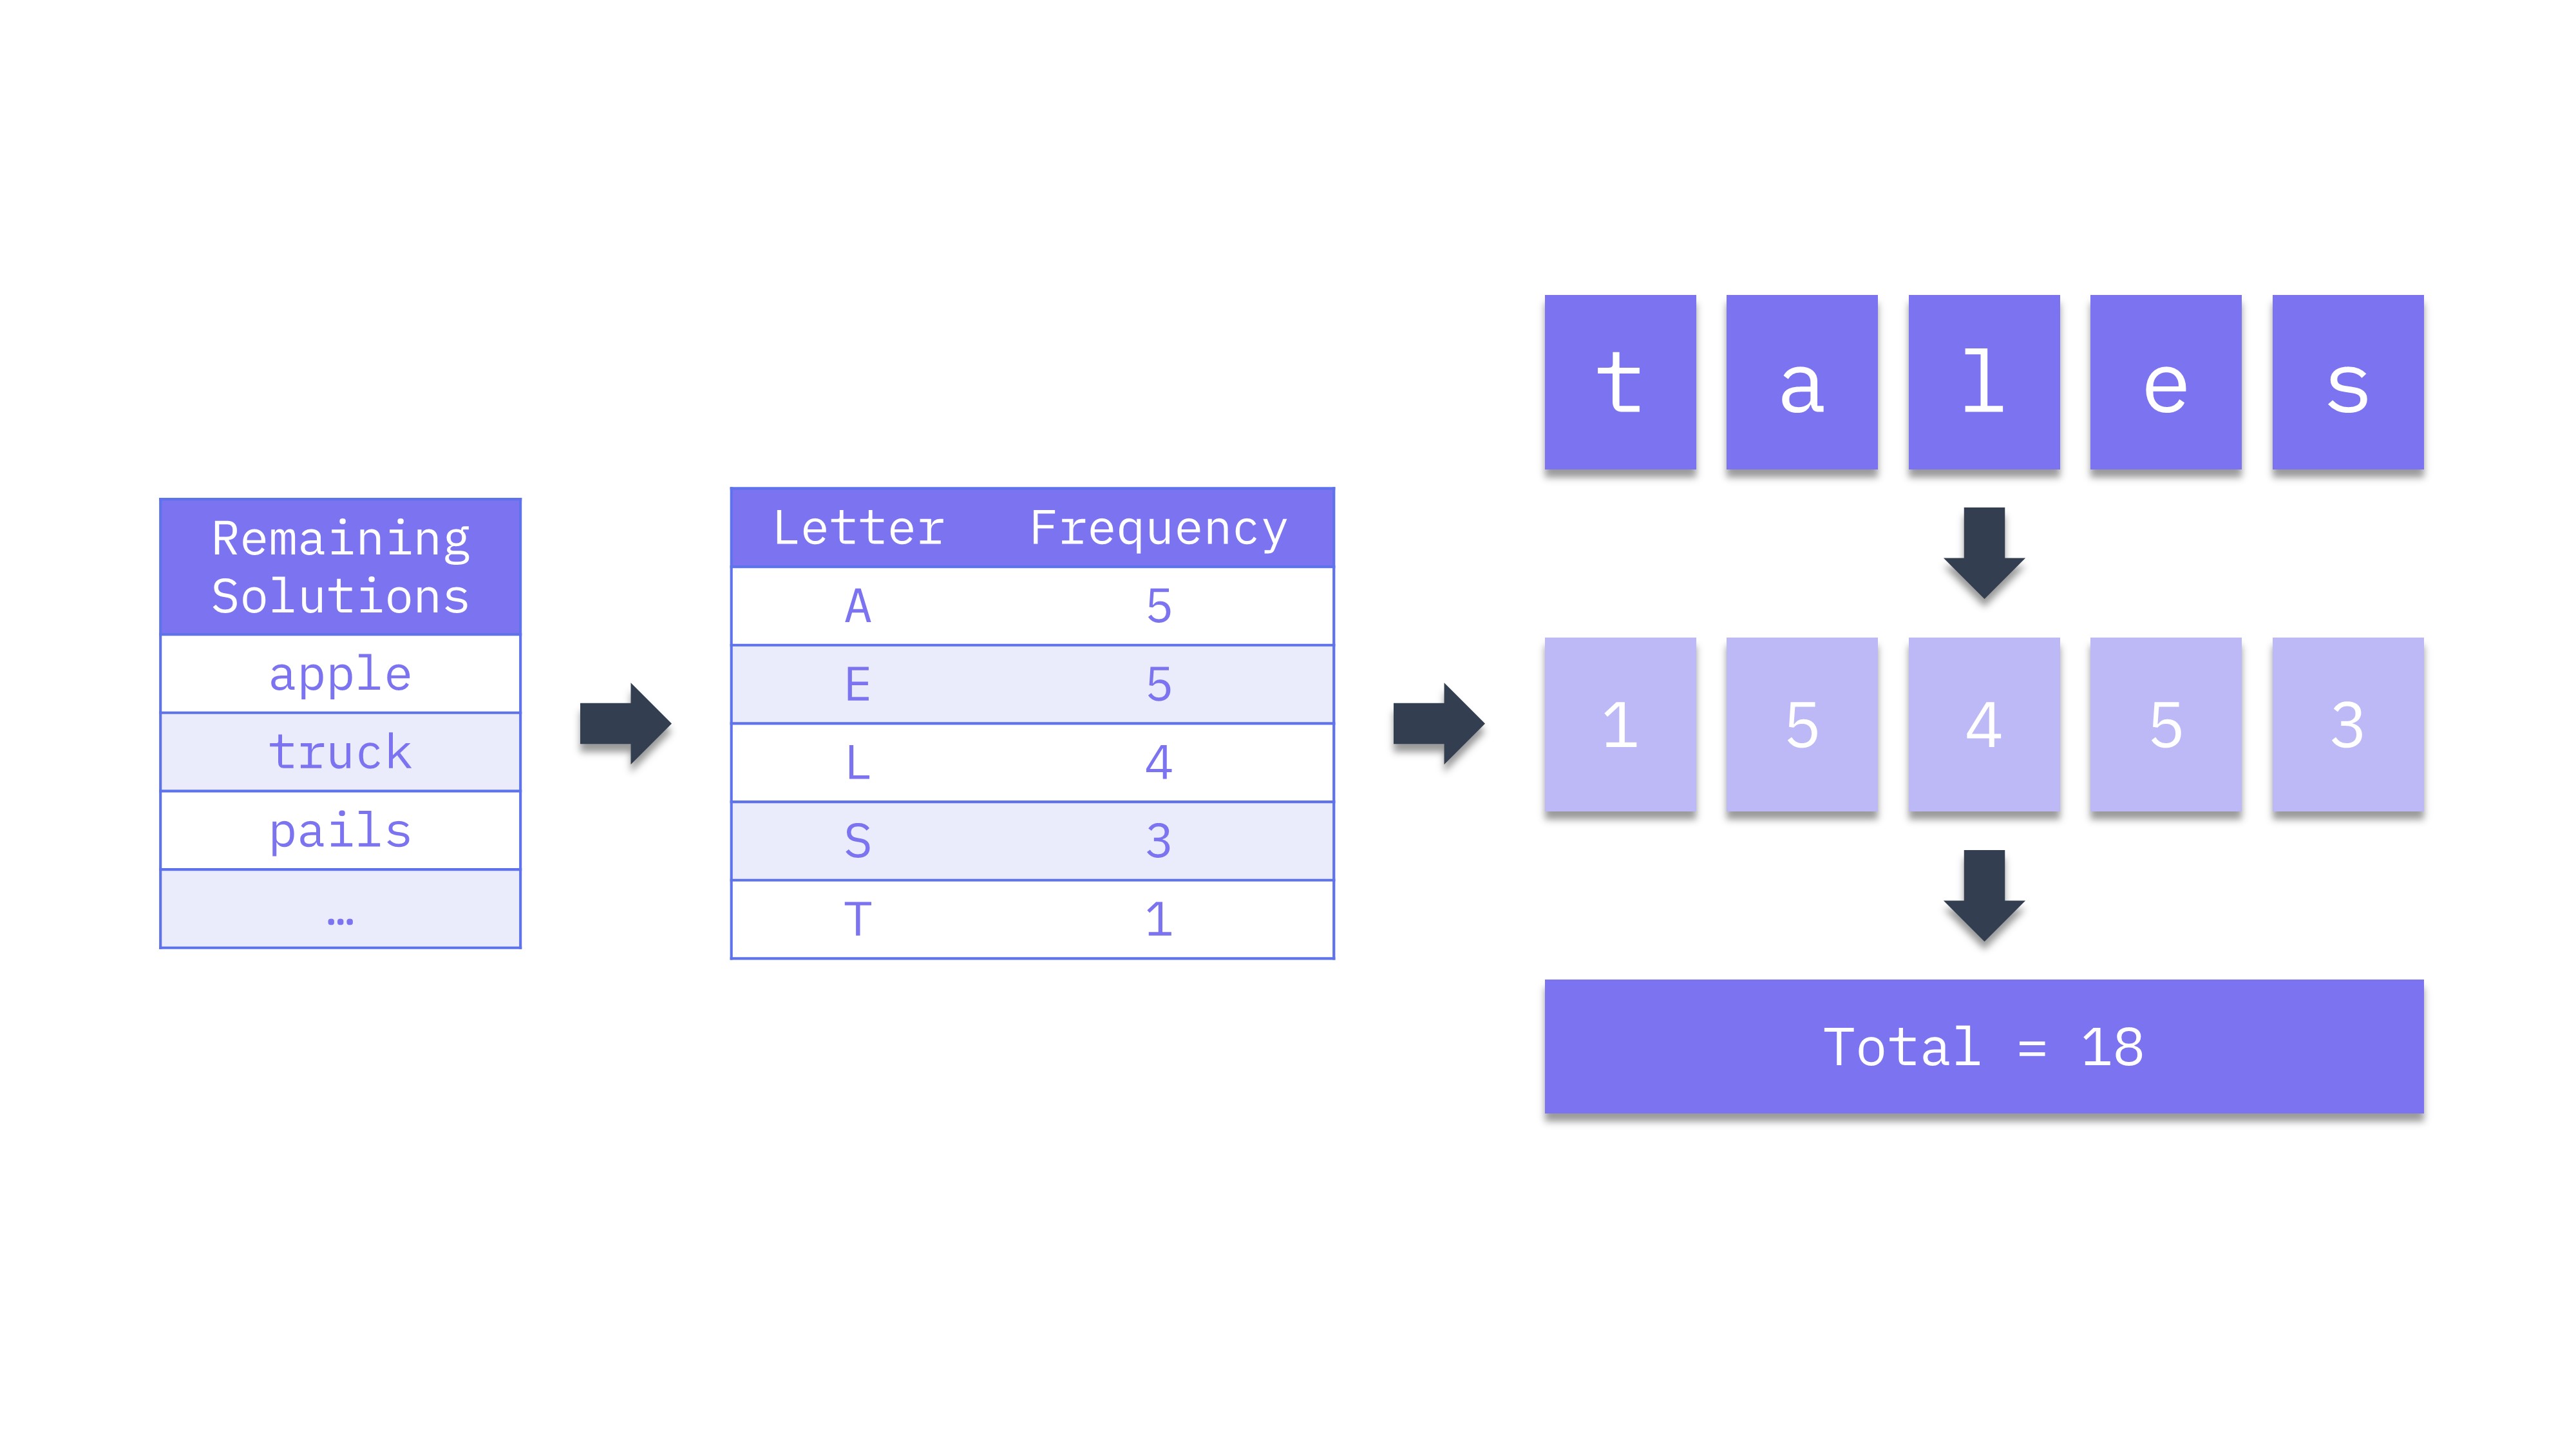 Remaining
Solutions
apple
truck
pails
…
Letter Frequency
A 5
E 5
L 4
S 3
T 1
t a l e s
1 5 4 5 3
Total = 18